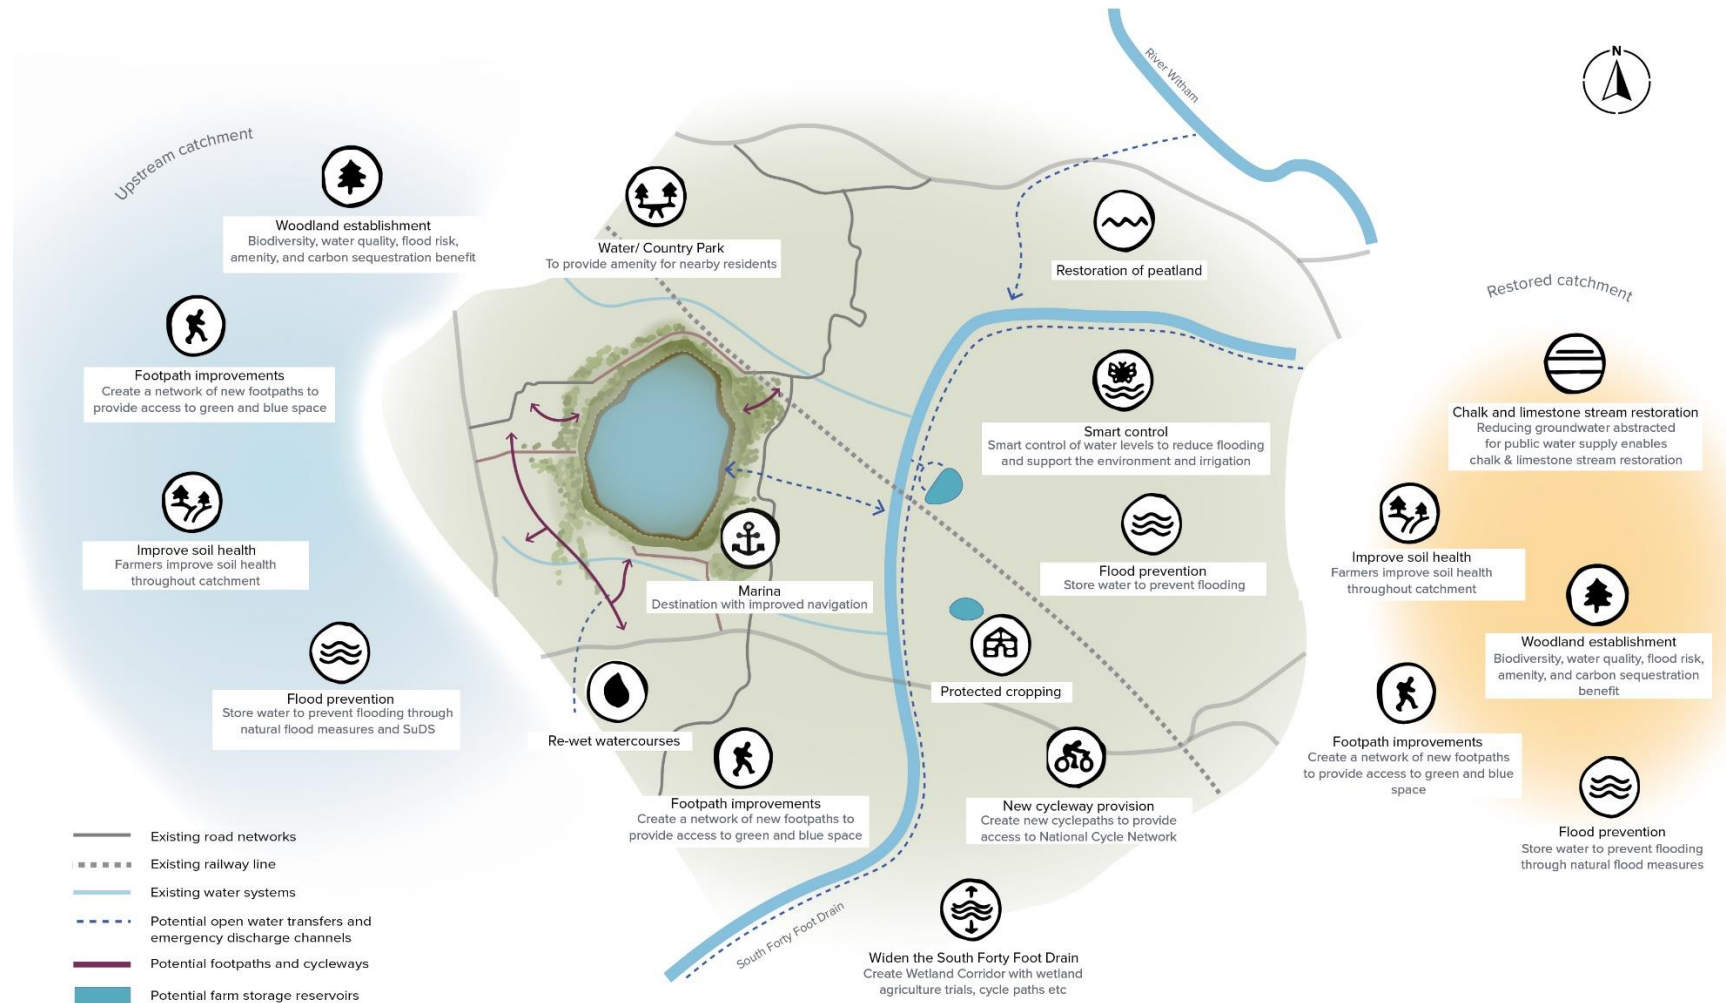 N
River Witham
Upstream catchment
Woodland establishment
Biodiversity, water quality, flood risk,
amenity, and carbon sequestration benefit
Water/ Country Park
To provide amenity for nearby residents
Restoration of peatland
Restored catchment
Footpath improvements
Create a network of new footpaths to
provide access to green and blue space
Chalk and limestone stream restoration
Reducing groundwater abstracted
for public water supply enables
chalk & limestone stream restoration
Smart control
Smart control of water levels to reduce flooding
and support the environment and irrigation
Improve soil health
Farmers improve soil health
throughout catchment
Flood prevention
Store water to prevent flooding
Improve soil health
Farmers improve soil health
throughout catchment
Marina
Destination with improved navigation
Woodland establishment
Biodiversity, water quality, flood risk,
amenity, and carbon sequestration
benefit
Flood prevention
Store water to prevent flooding through
natural flood measures and SuDS
Protected cropping
Re-wet watercourses
Footpath improvements
Create a network of new footpaths
to provide access to green and blue
space
Footpath improvements
Create a network of new footpaths to
provide access to green and blue space
New cycleway provision
Create new cyclepaths to provide
access to National Cycle Network
Flood prevention
Store water to prevent flooding
through natural flood measures
South Forty Foot Drain
Widen the South Forty Foot Drain
Create Wetland Corridor with wetland
agriculture trials, cycle paths etc
Existing road networks
Existing railway line
Existing water systems
Potential open water transfers and
emergency discharge channels
Potential footpaths and cycleways
Potential farm storage reservoirs